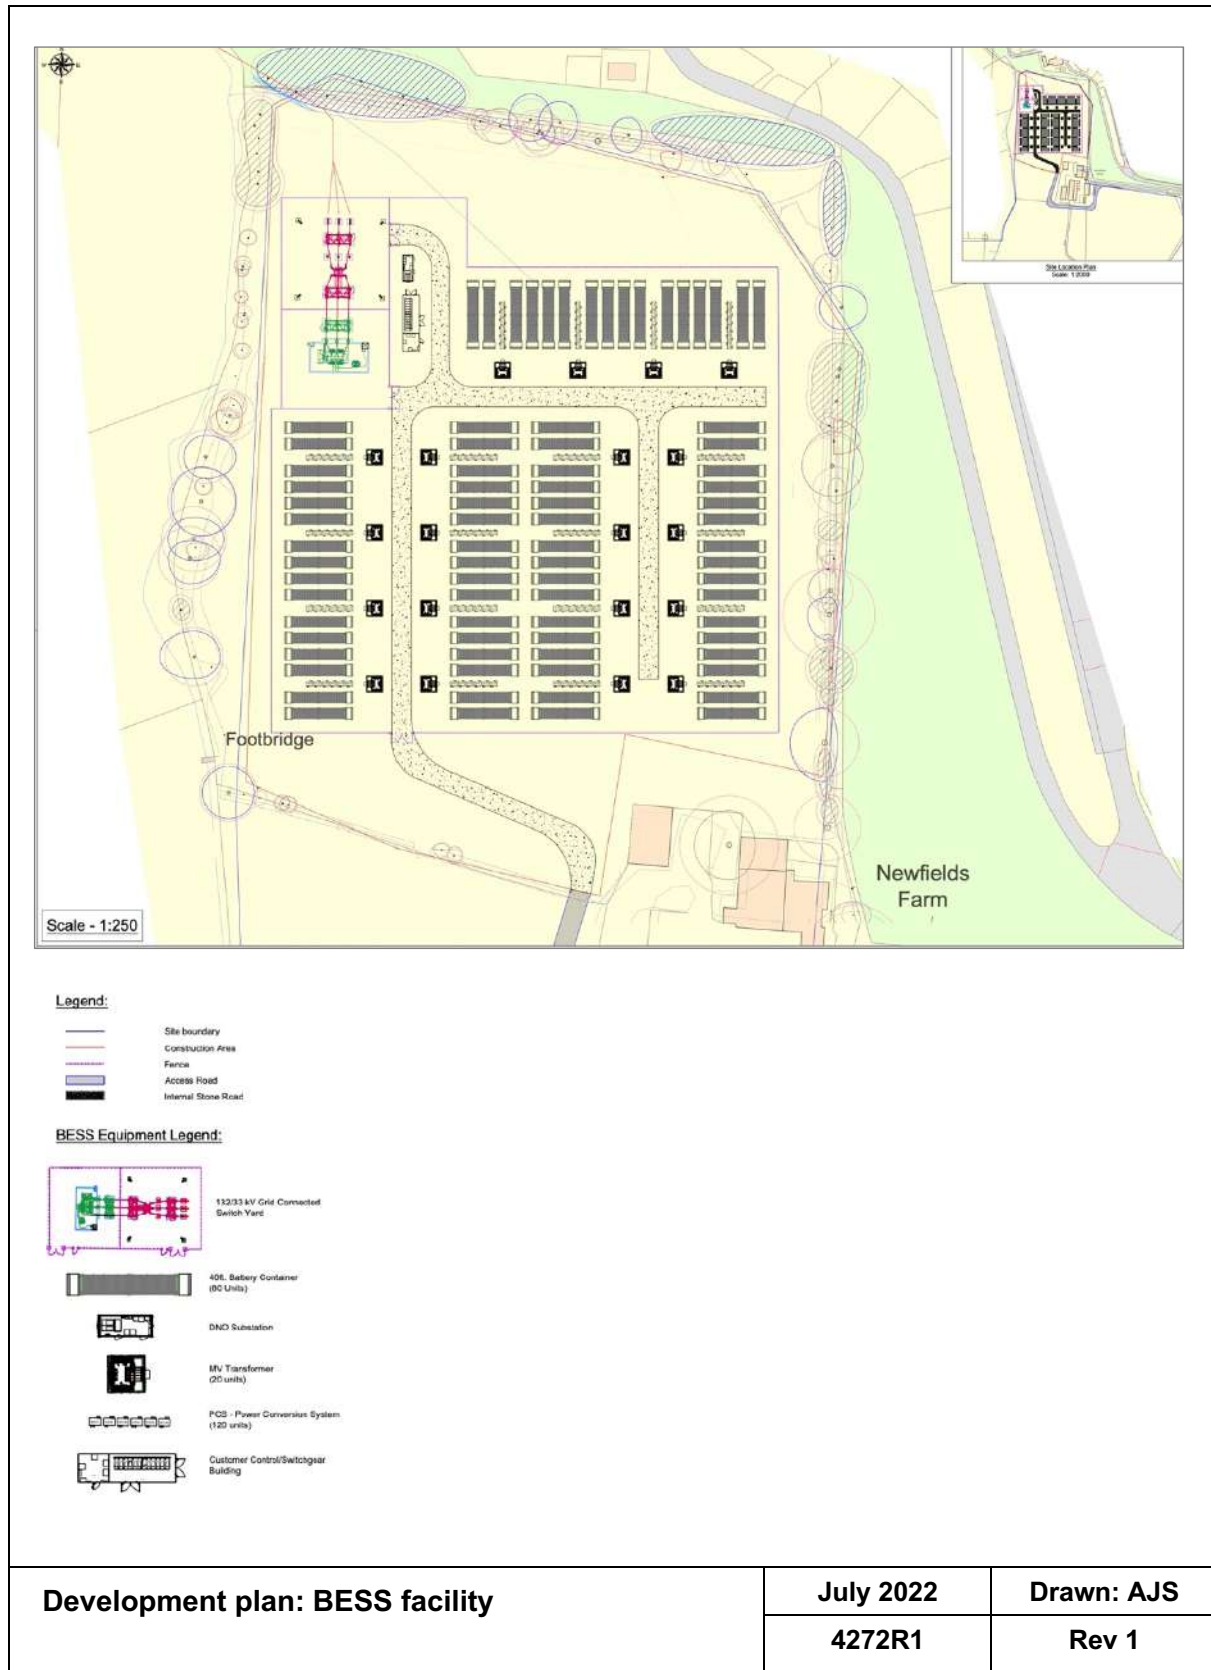 Site Location Plan
Scale: 1:2000
Footbridge
Newfields
Farm
Scale - 1:250
Legend:
Site boundary
Construction Area
Fence
Access Road
Internal Stone Road
BESS Equipment Legend:
132/33 kV Grid Connected
Switch Yard
40ft. Battery Container
(80 Units)
DNO Substation
MV Transformer
(20 units)
PCS - Power Conversion System
(120 units)
Customer Control/Switchgear
Building
Development plan: BESS facility
July 2022
Drawn: AJS
4272R1
Rev 1